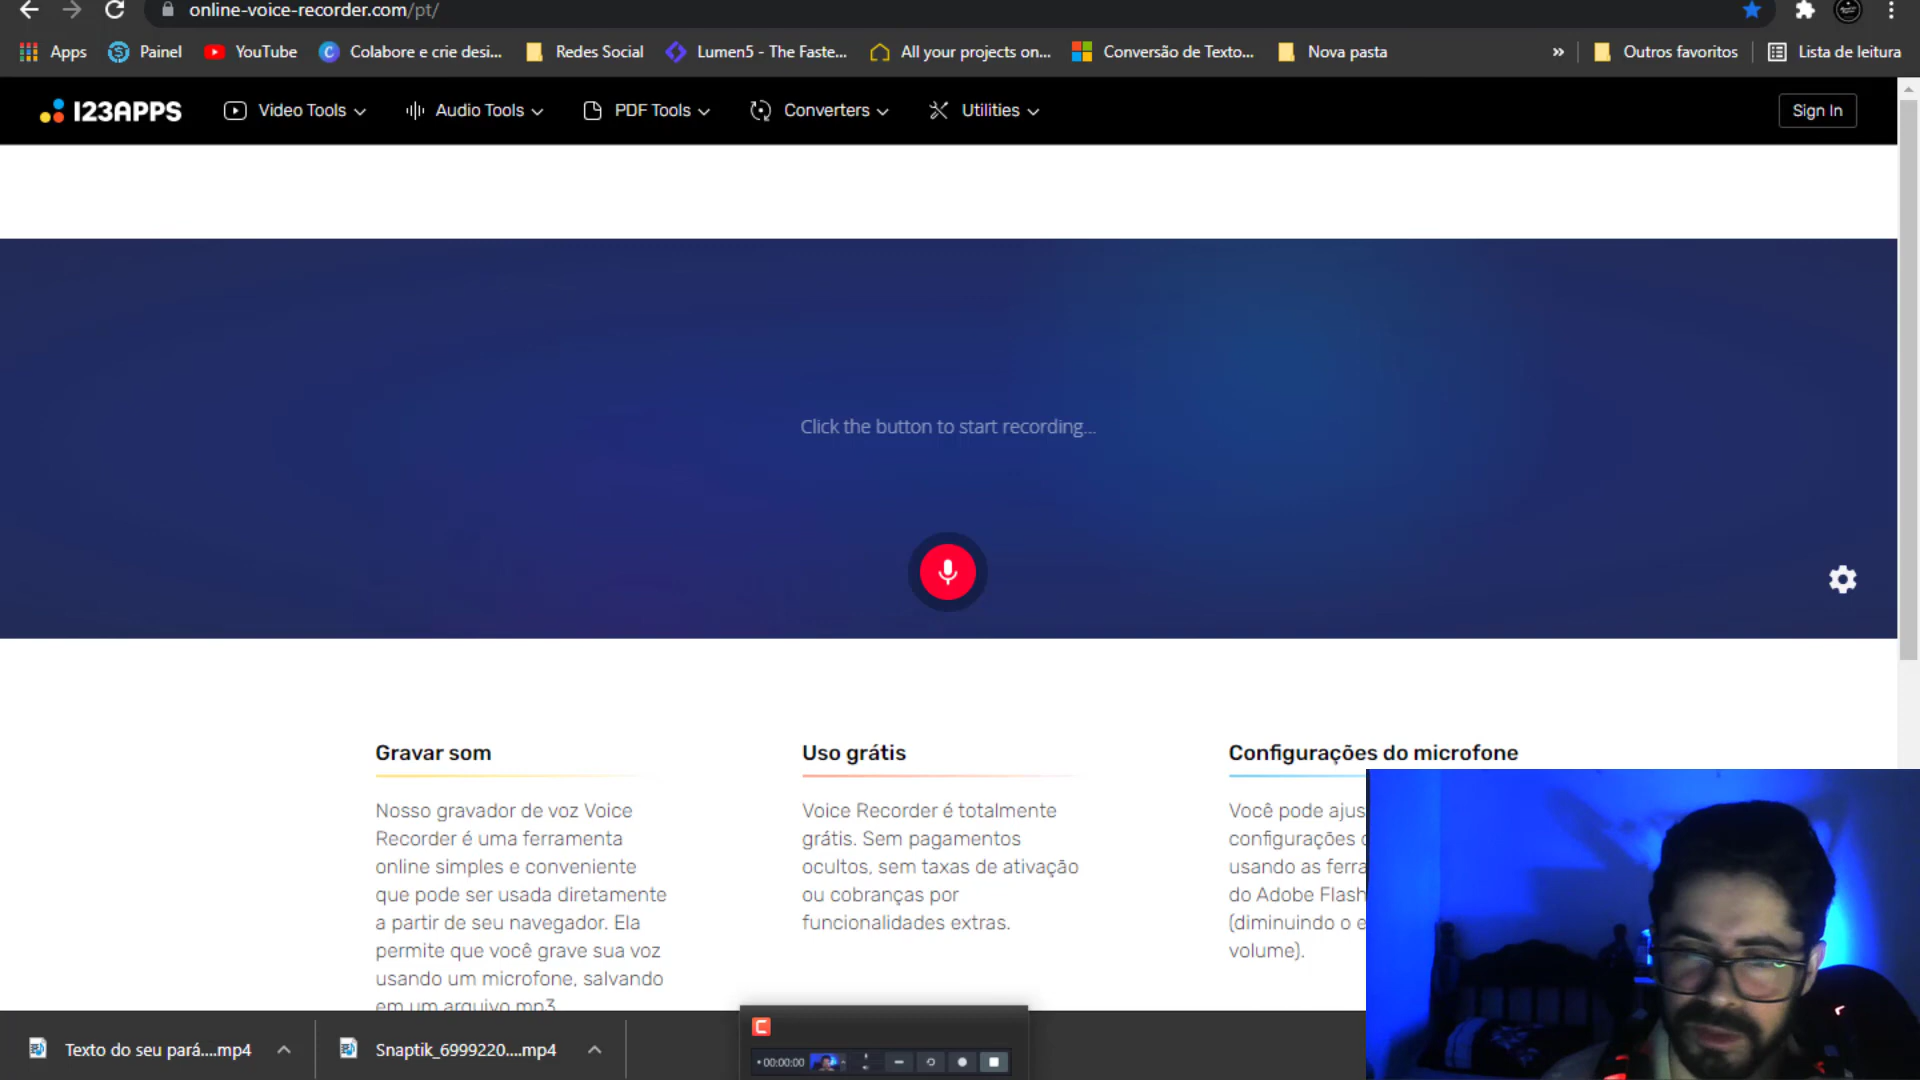 online-voice-recorder.com/pt/
Apps Painel YouTube Colabore e crie desi... Redes Social Lumen5 - The Faste... All your projects on... Conversão de Texto... Nova pasta » Outros favoritos Lista de leitura
123APPS Video Tools Audio Tools PDF Tools Converters Utilities Sign In
Click the button to start recording...
Gravar som
Nosso gravador de voz Voice
Recorder é uma ferramenta
online simples e conveniente
que pode ser usada diretamente
a partir de seu navegador. Ela
permite que você grave sua voz
usando um microfone, salvando
em um arquivo mp3.
Uso grátis
Voice Recorder é totalmente
grátis. Sem pagamentos
ocultos, sem taxas de ativação
ou cobranças por
funcionalidades extras.
Configurações do microfone
Você pode ajus
configurações
usando as ferra
do Adobe Flash
(diminuindo o e
volume).
Texto do seu pará....mp4 Snaptik_6999220....mp4
C
00:00:00